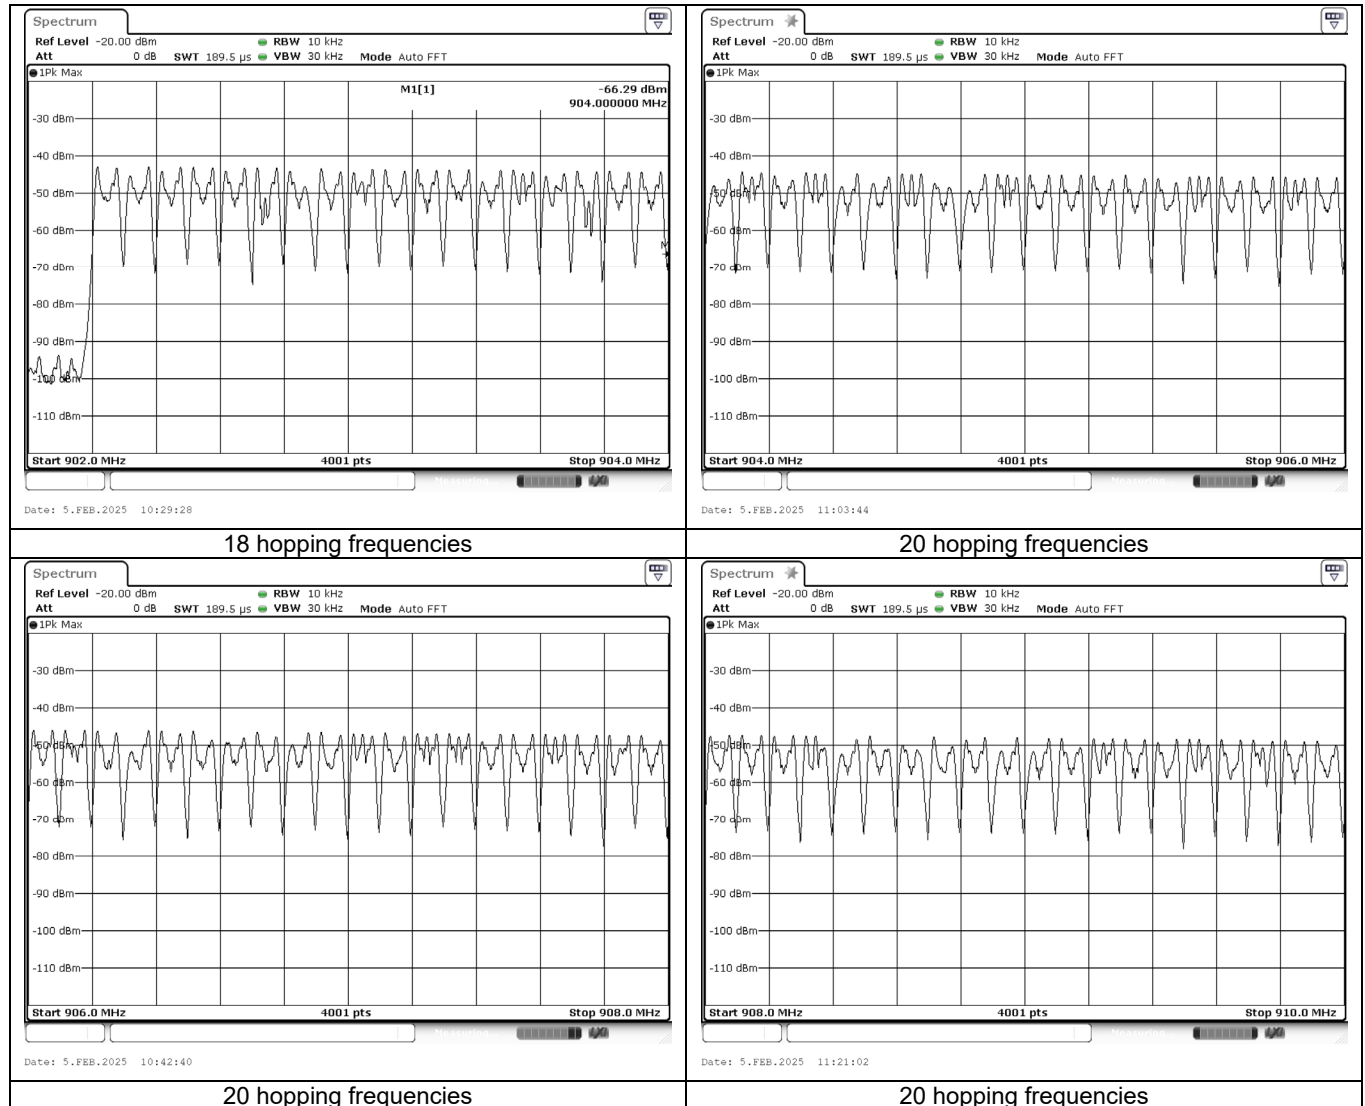 Spectrum
Ref Level -20.00 dBm RBW 10 kHz
Att 0 dB SWT 189.5 µs VBW 30 kHz Mode Auto FFT
1Pk Max
M1[1] -66.29 dBm
904.000000 MHz
-30 dBm
-40 dBm
-50 dBm
-60 dBm
-70 dBm
-80 dBm
-90 dBm
-100 dBm
-110 dBm
Start 902.0 MHz 4001 pts Stop 904.0 MHz
Measuring
Date: 5.FEB.2025 10:29:28
18 hopping frequencies
Spectrum
Ref Level -20.00 dBm RBW 10 kHz
Att 0 dB SWT 189.5 µs VBW 30 kHz Mode Auto FFT
1Pk Max
-30 dBm
-40 dBm
-50 dBm
-60 dBm
-70 dBm
-80 dBm
-90 dBm
-100 dBm
-110 dBm
Start 904.0 MHz 4001 pts Stop 906.0 MHz
Measuring
Date: 5.FEB.2025 11:03:44
20 hopping frequencies
Spectrum
Ref Level -20.00 dBm RBW 10 kHz
Att 0 dB SWT 189.5 µs VBW 30 kHz Mode Auto FFT
1Pk Max
-30 dBm
-40 dBm
-50 dBm
-60 dBm
-70 dBm
-80 dBm
-90 dBm
-100 dBm
-110 dBm
Start 906.0 MHz 4001 pts Stop 908.0 MHz
Measuring
Date: 5.FEB.2025 10:42:40
20 hopping frequencies
Spectrum
Ref Level -20.00 dBm RBW 10 kHz
Att 0 dB SWT 189.5 µs VBW 30 kHz Mode Auto FFT
1Pk Max
-30 dBm
-40 dBm
-50 dBm
-60 dBm
-70 dBm
-80 dBm
-90 dBm
-100 dBm
-110 dBm
Start 908.0 MHz 4001 pts Stop 910.0 MHz
Measuring
Date: 5.FEB.2025 11:21:02
20 hopping frequencies